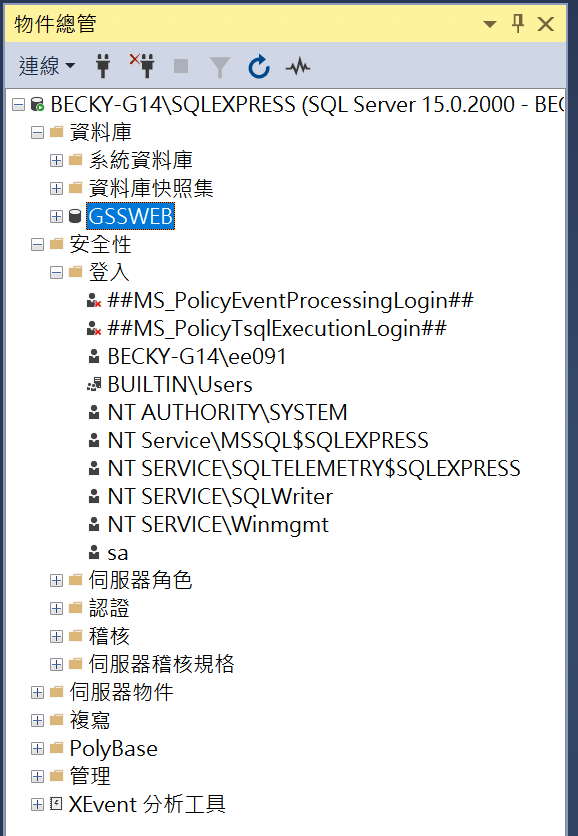 物件總管
連線
BECKY-G14\SQLEXPRESS (SQL Server 15.0.2000 - BEC
資料庫
系統資料庫
資料庫快照集
GSSWEB
安全性
登入
##MS_PolicyEventProcessingLogin##
##MS_PolicyTsqlExecutionLogin##
BECKY-G14\ee091
BUILTIN\Users
NT AUTHORITY\SYSTEM
NT Service\MSSQL$SQLEXPRESS
NT SERVICE\SQLTELEMETRY$SQLEXPRESS
NT SERVICE\SQLWriter
NT SERVICE\Winmgmt
sa
伺服器角色
認證
稽核
伺服器稽核規格
伺服器物件
複寫
PolyBase
管理
XEvent 分析工具